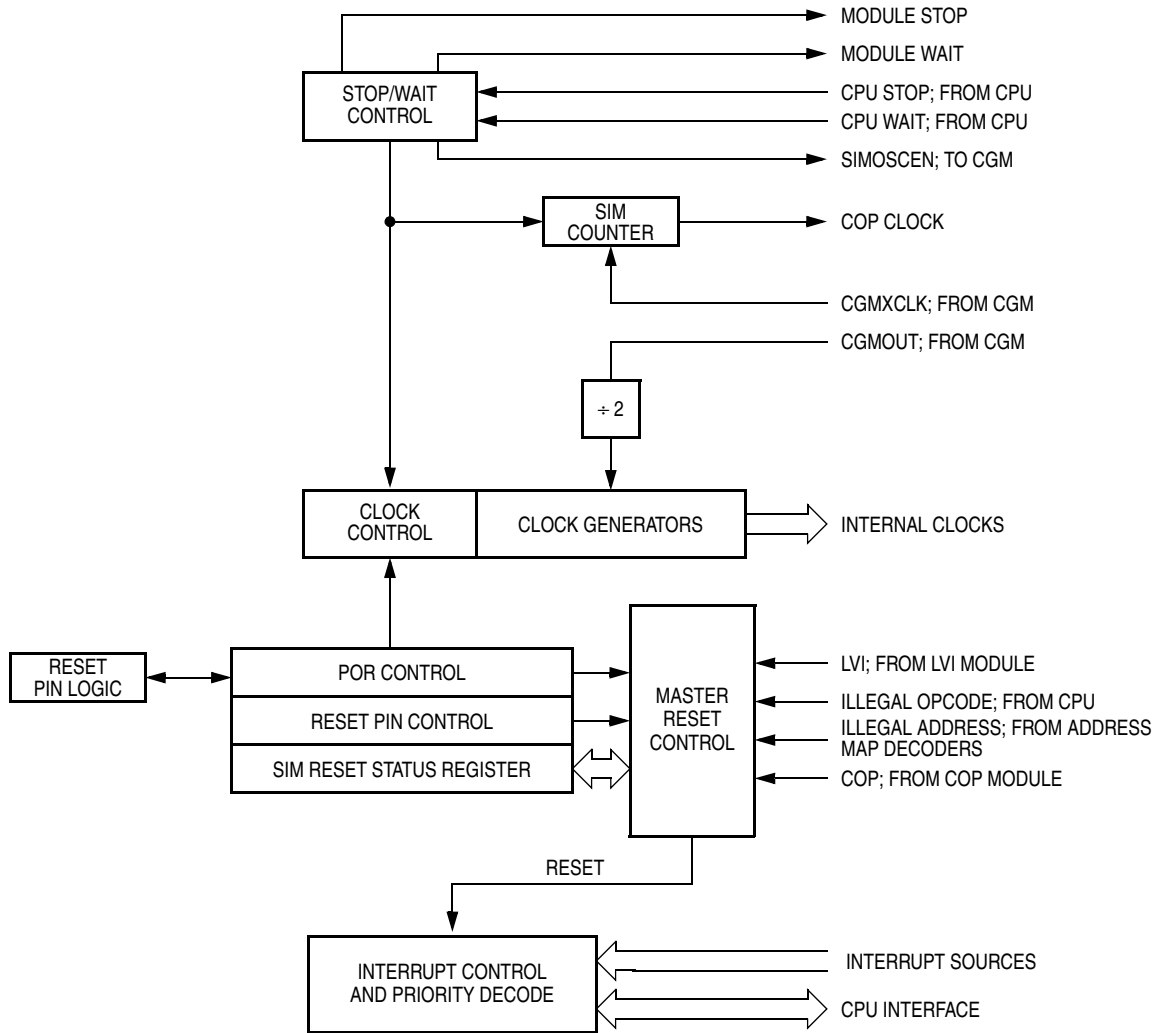 MODULE STOP
MODULE WAIT
STOP/WAIT
CONTROL
CPU STOP; FROM CPU
CPU WAIT; FROM CPU
SIMOSCEN; TO CGM
SIM
COUNTER
COP CLOCK
CGMXCLK; FROM CGM
CGMOUT; FROM CGM
÷ 2
CLOCK
CONTROL
CLOCK GENERATORS
INTERNAL CLOCKS
RESET
PIN LOGIC
POR CONTROL
RESET PIN CONTROL
SIM RESET STATUS REGISTER
MASTER
RESET
CONTROL
LVI; FROM LVI MODULE
ILLEGAL OPCODE; FROM CPU
ILLEGAL ADDRESS; FROM ADDRESS
MAP DECODERS
COP; FROM COP MODULE
RESET
INTERRUPT CONTROL
AND PRIORITY DECODE
INTERRUPT SOURCES
CPU INTERFACE